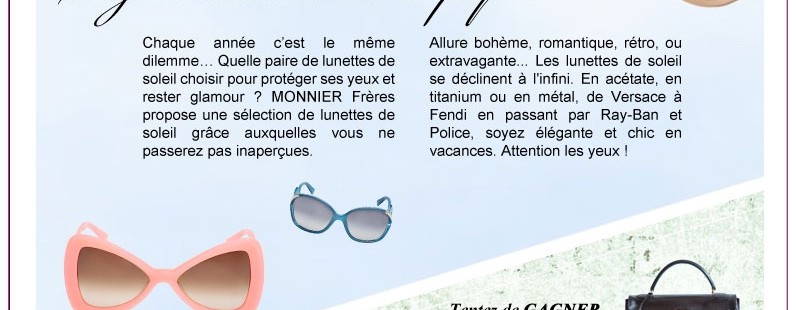 Chaque année c’est le même
dilemme… Quelle paire de lunettes de
soleil choisir pour protéger ses yeux et
rester glamour ? MONNIER Frères
propose une sélection de lunettes de
soleil grâce auxquelles vous ne
passerez pas inaperçues.
Allure bohème, romantique, rétro, ou
extravagante... Les lunettes de soleil
se déclinent à l'infini. En acétate, en
titanium ou en métal, de Versace à
Fendi en passant par Ray-Ban et
Police, soyez élégante et chic en
vacances. Attention les yeux !
Tentez de GAGNER